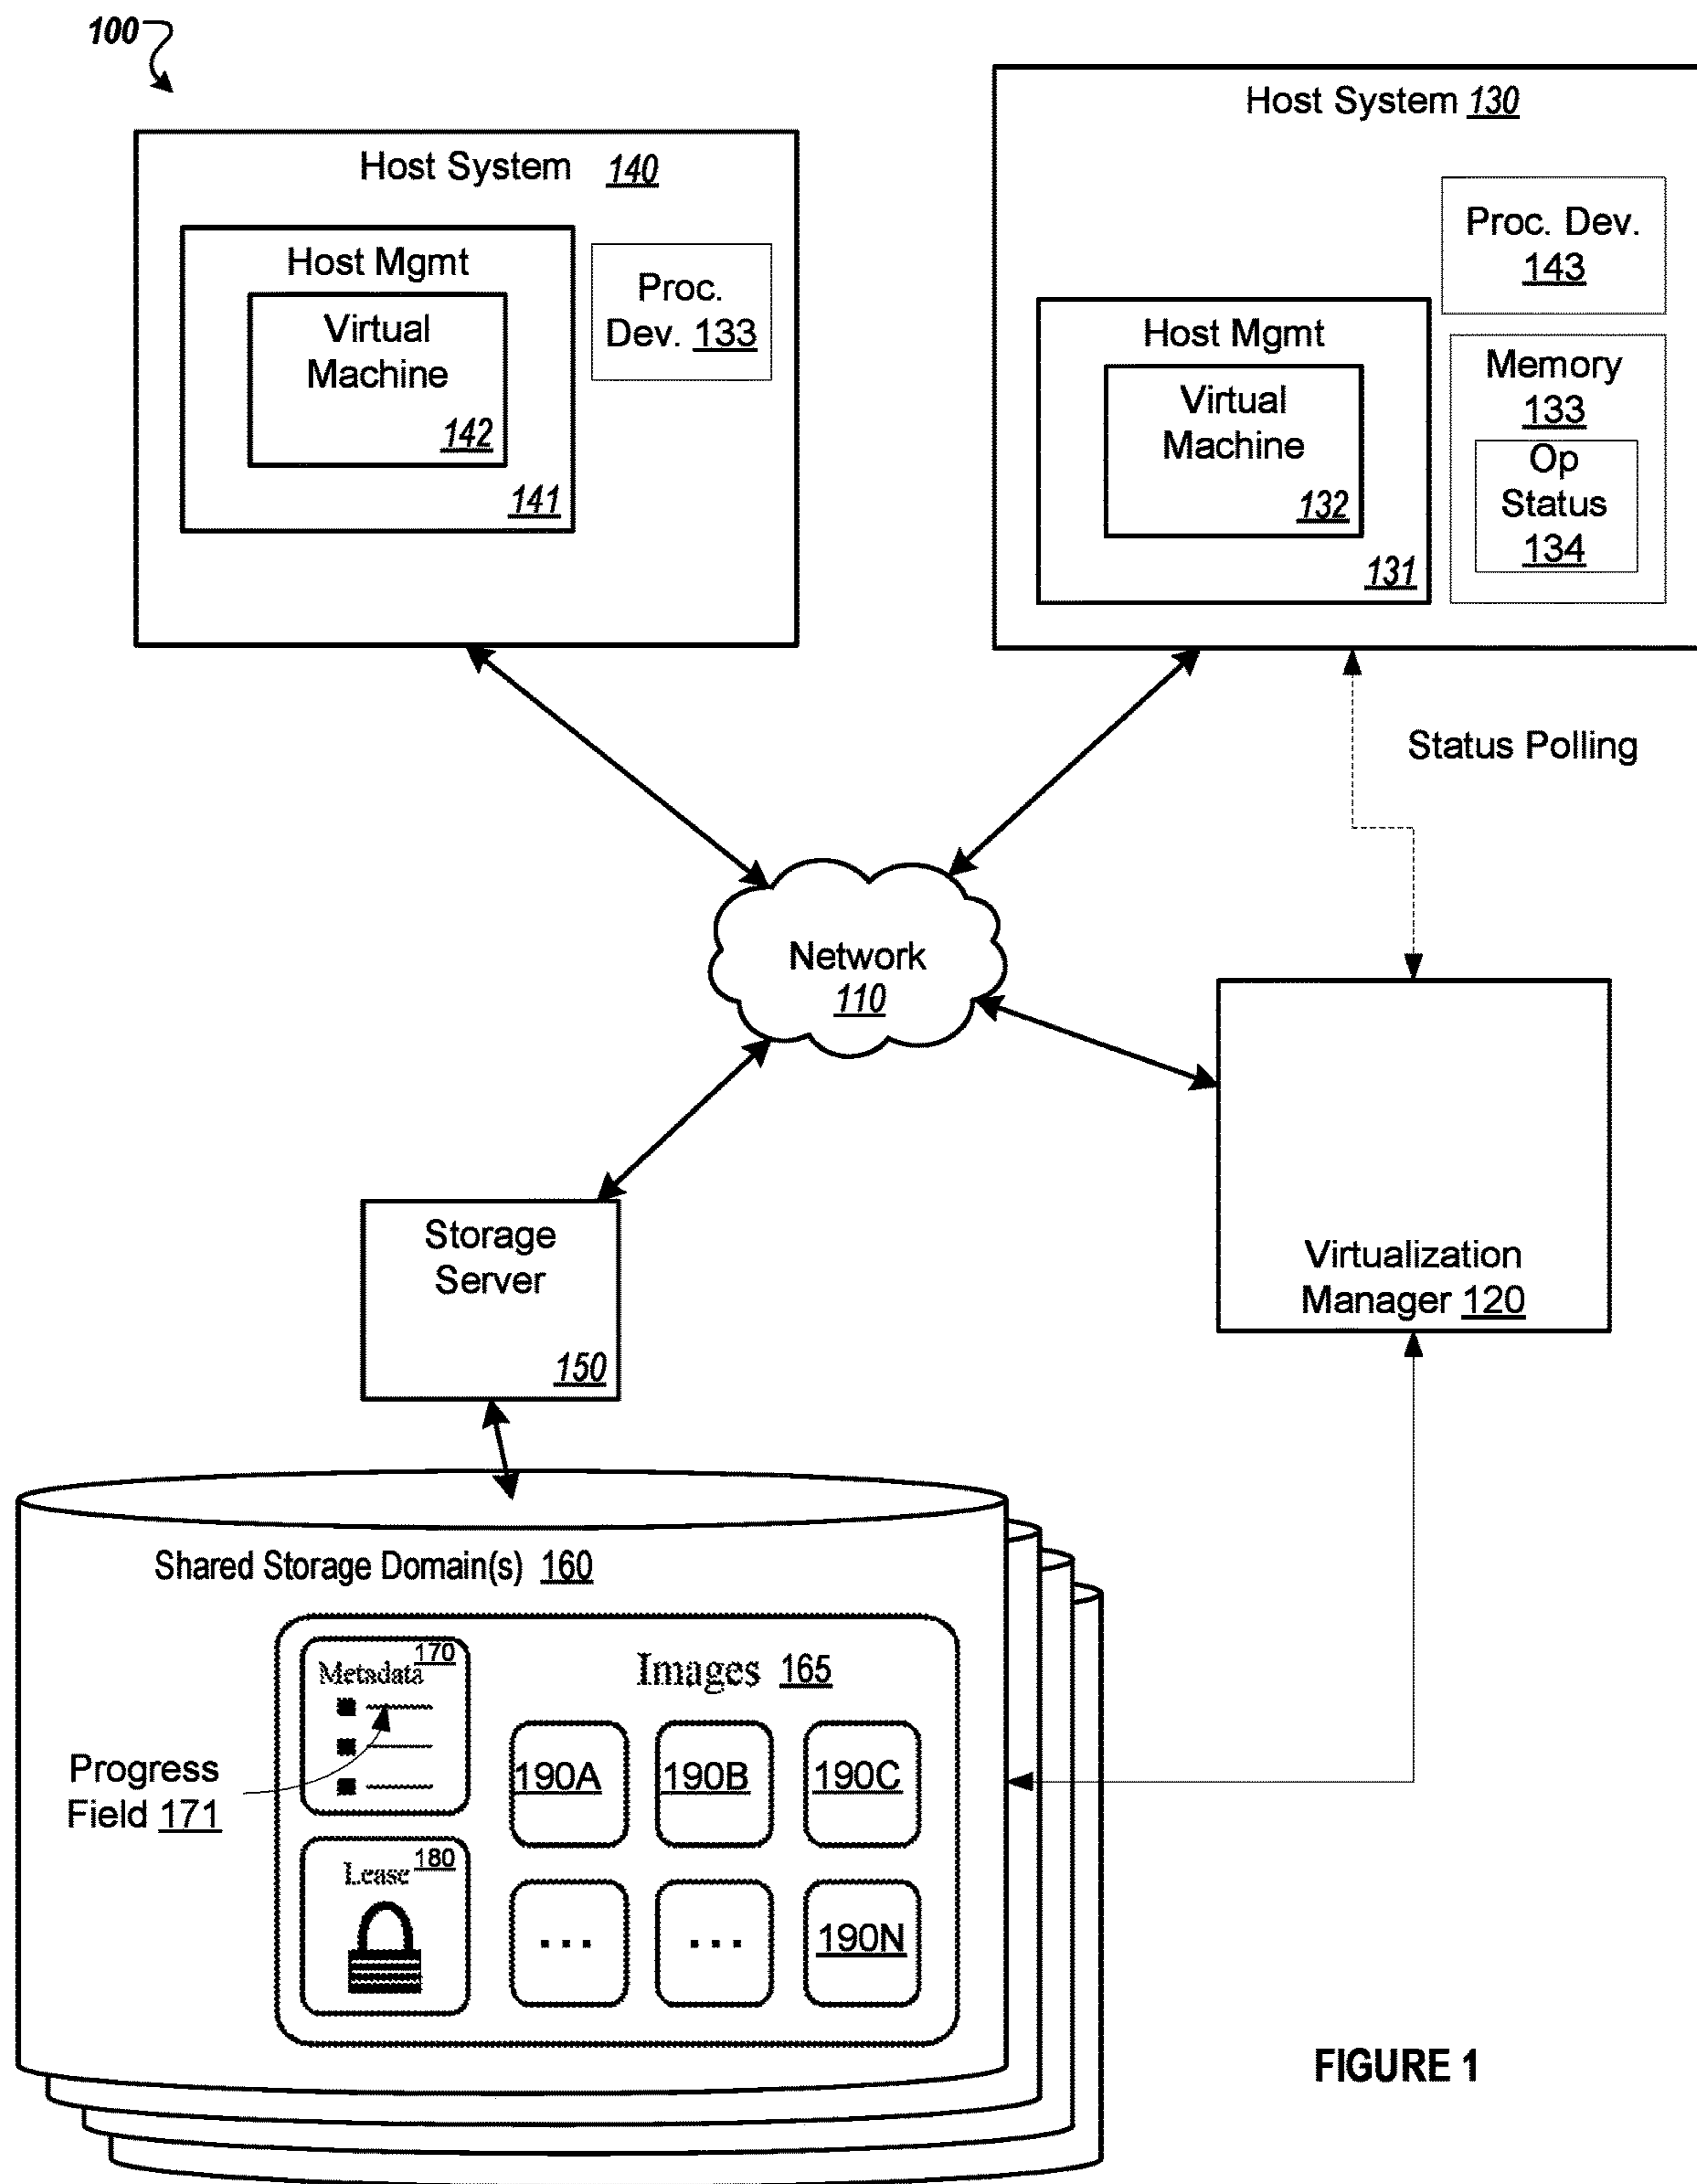 100
Host System 140
Host Mgmt
Virtual
Machine
142
141
Proc.
Dev. 133
Host System 130
Proc. Dev.
143
Host Mgmt
Virtual
Machine
132
131
Memory
133
Op
Status
134
Status Polling
Network
110
Storage
Server
150
Virtualization
Manager 120
Shared Storage Domain(s) 160
170
Metadata
Images 165
Progress
Field 171
190A 190B 190C
180
Lease
... ... 190N
FIGURE 1